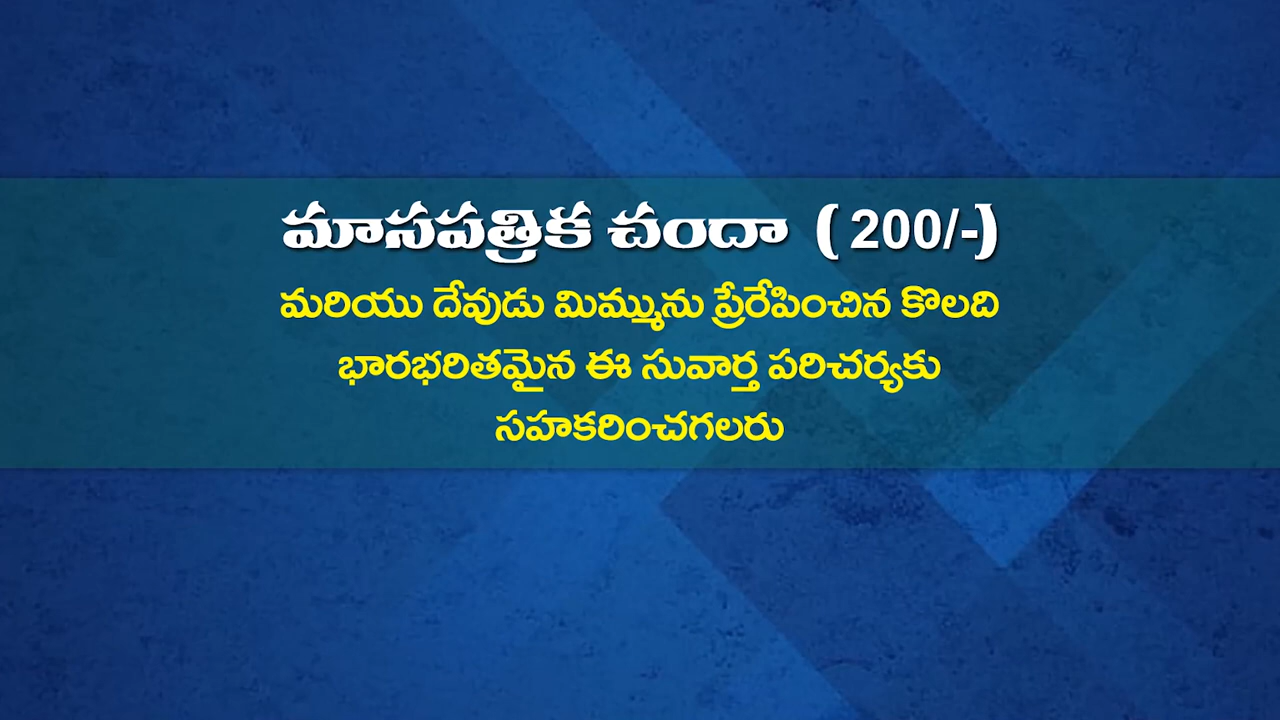 మాసపత్రిక చందా ( 200/-)
మరియు దేవుడు మిమ్మును ప్రేరేపించిన కొలది
భారభరితమైన ఈ సువార్త పరిచర్యకు
సహకరించగలరు